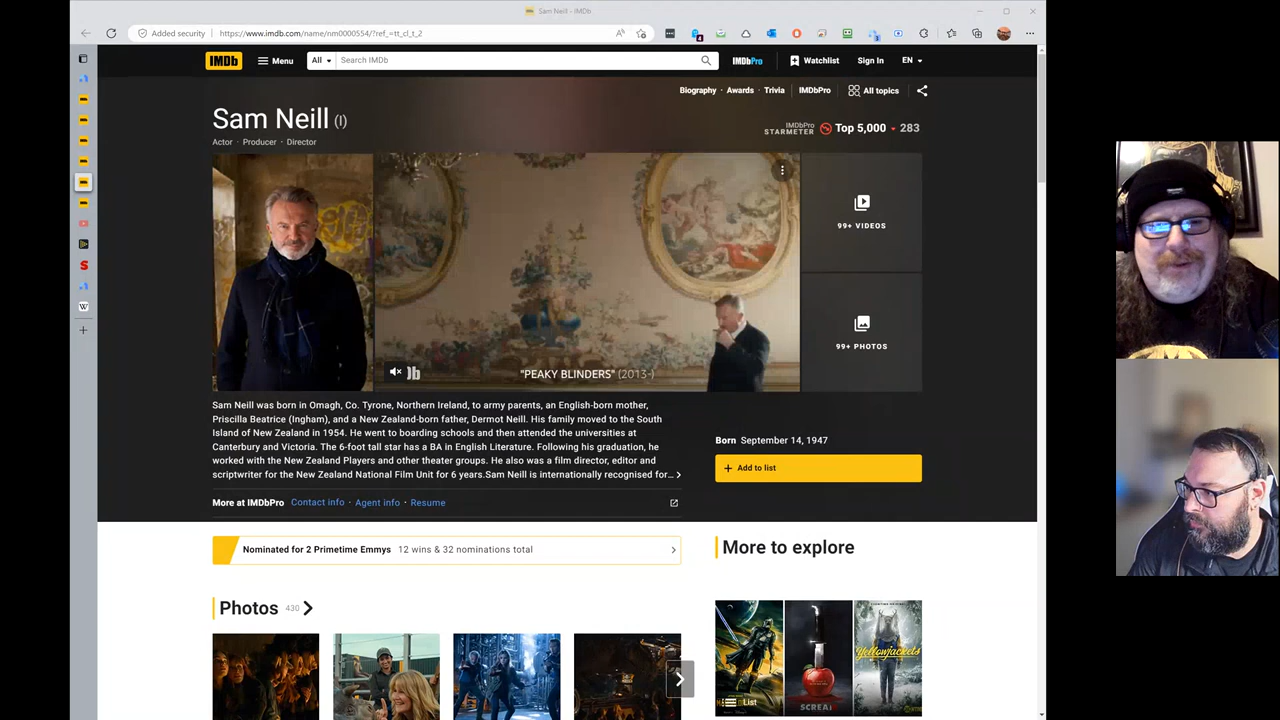 Sam Neill - IMDb
Added security
https://www.imdb.com/name/nm0000554/?ref_=tt_cl_t_2
IMDb
Menu
All
Search IMDb
IMDbPro
Watchlist
Sign In
EN
Biography · Awards · Trivia
IMDbPro
All topics
Sam Neill (I)
Actor · Producer · Director
IMDbPro
STARMETER
Top 5,000
283
99+ VIDEOS
99+ PHOTOS
"PEAKY BLINDERS" (2013-)
Sam Neill was born in Omagh, Co. Tyrone, Northern Ireland, to army parents, an English-born mother,
Priscilla Beatrice (Ingham), and a New Zealand-born father, Dermot Neill. His family moved to the South
Island of New Zealand in 1954. He went to boarding schools and then attended the universities at
Canterbury and Victoria. The 6-foot tall star has a BA in English Literature. Following his graduation, he
worked with the New Zealand Players and other theater groups. He also was a film director, editor and
scriptwriter for the New Zealand National Film Unit for 6 years.Sam Neill is internationally recognised for...
Born September 14, 1947
+ Add to list
More at IMDbPro
Contact info · Agent info · Resume
Nominated for 2 Primetime Emmys
12 wins & 32 nominations total
More to explore
Photos 430
List
SCREAM
Yellowjackets